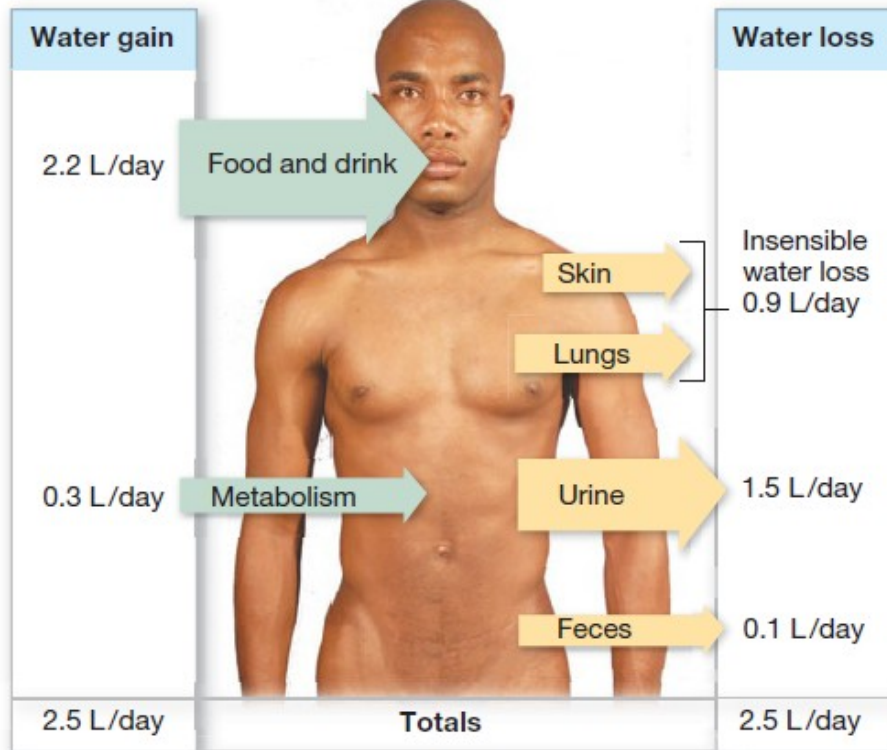 Water gain
Water loss
2.2 L/day
Food and drink
Skin
Insensible
water loss
0.9 L/day
Lungs
0.3 L/day
Metabolism
Urine
1.5 L/day
Feces
0.1 L/day
2.5 L/day
Totals
2.5 L/day